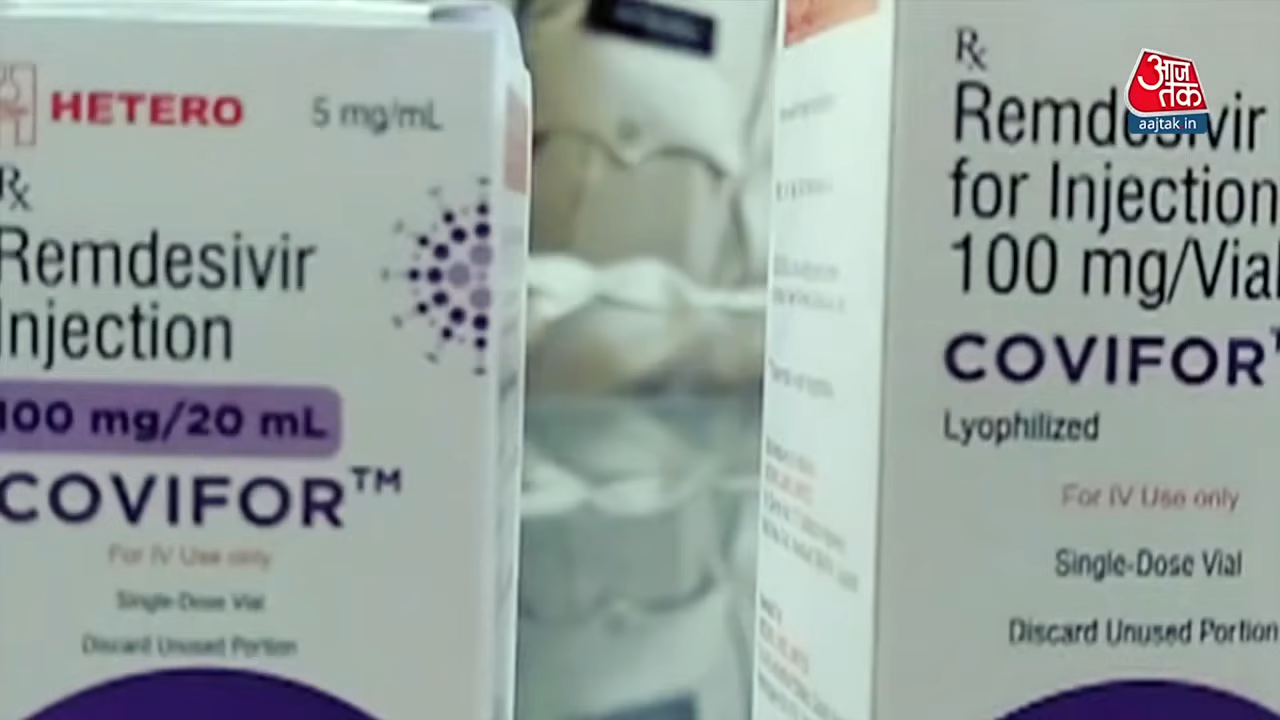 HETERO
5 mg/mL
Rx
Remdesivir
Injection
100 mg/20 mL
COVIFOR™
For IV Use only
Single-Dose Vial
Discard Unused Portion
आज
तक
aajtak.in
Rx
Remdesivir
for Injection
100 mg/Vial
COVIFOR™
Lyophilized
For IV Use only
Single-Dose Vial
Discard Unused Portion